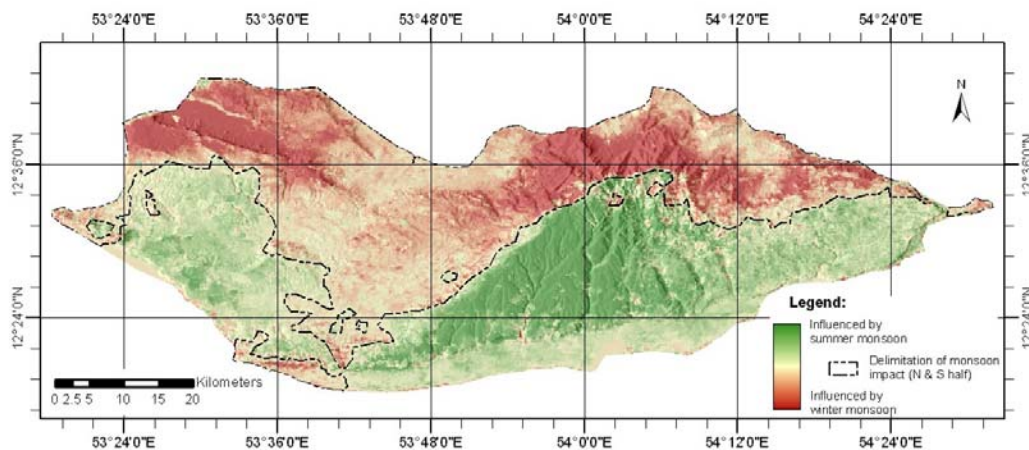 53°24'0"E 53°36'0"E 53°48'0"E 54°0'0"E 54°12'0"E 54°24'0"E
N
12°36'0"N 12°36'0"N
12°24'0"N 12°24'0"N
Legend:
Influenced by
summer monsoon
Delimitation of monsoon
impact (N & S half)
Influenced by
winter monsoon
Kilometers
0 2.5 5 10 15 20
53°24'0"E 53°36'0"E 53°48'0"E 54°0'0"E 54°12'0"E 54°24'0"E